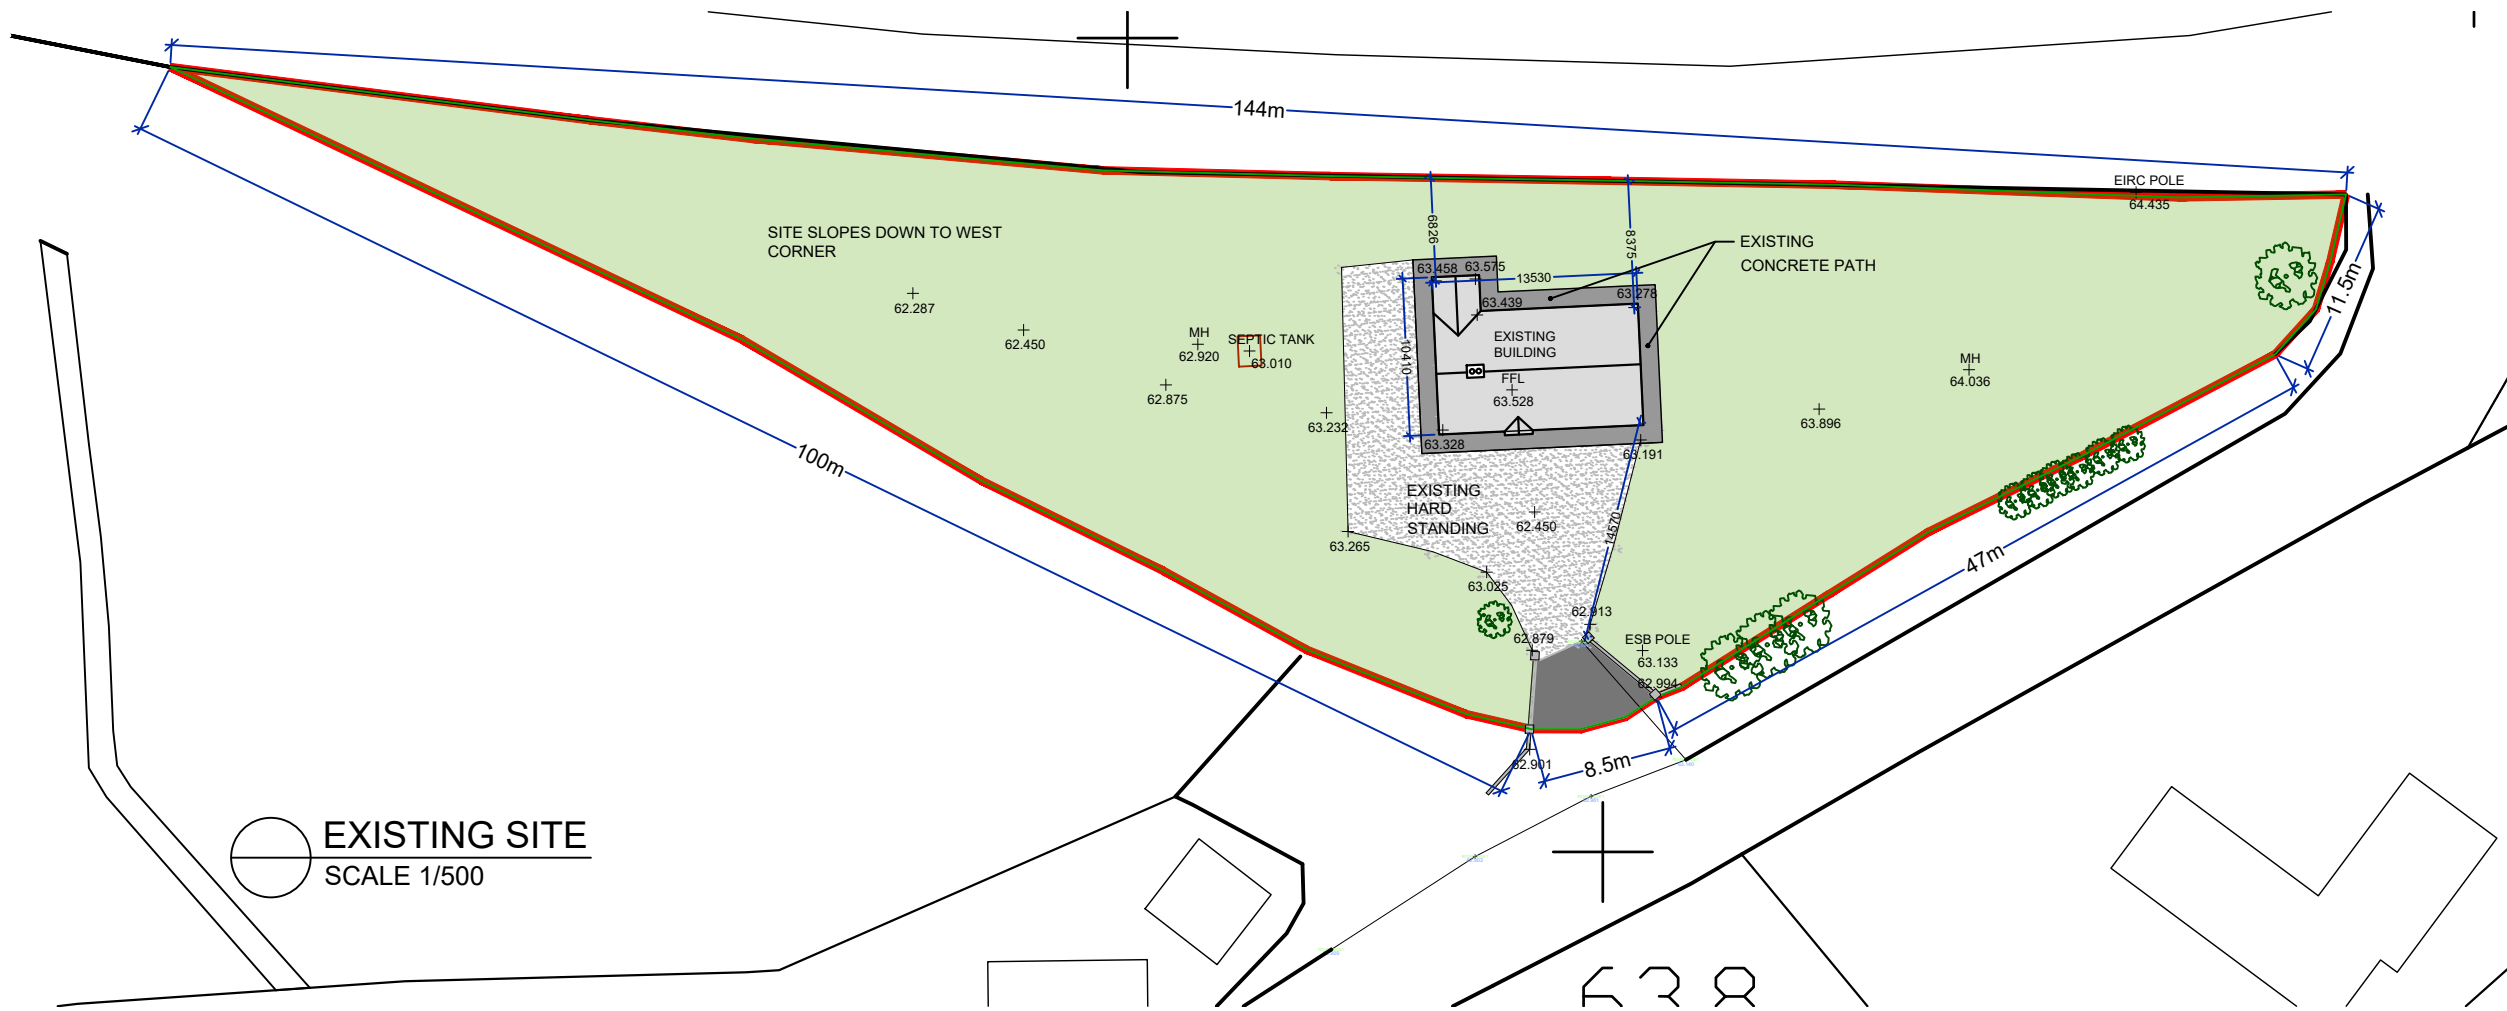 144m
EIRC POLE
64.435
SITE SLOPES DOWN TO WEST
CORNER
6826
8375
EXISTING
CONCRETE PATH
63.458
63.575
13530
63.278
63.439
11.5m
62.287
62.450
MH
62.920
SEPTIC TANK
63.010
10410
EXISTING
BUILDING
FFL
63.528
MH
64.036
62.875
63.232
63.896
63.328
63.191
100m
EXISTING
HARD
STANDING
62.450
14570
63.265
47m
63.025
62.913
62.879
ESB POLE
63.133
62.994
62.901
8.5m
EXISTING SITE
SCALE 1/500
638